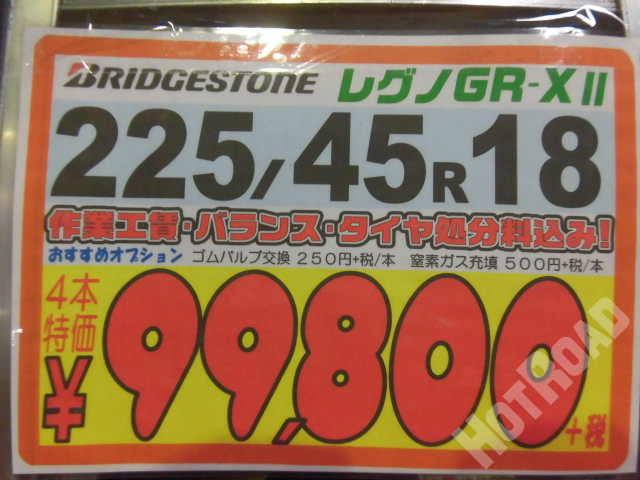 BRIDGESTONE レグノGR-XⅡ
225/45R18
作業工賃・バランス・タイヤ処分料込み!
おすすめオプション ゴムバルブ交換 250円+税/本 窒素ガス充填 500円+税/本
4本
特価
¥99,800+税
HOTROAD